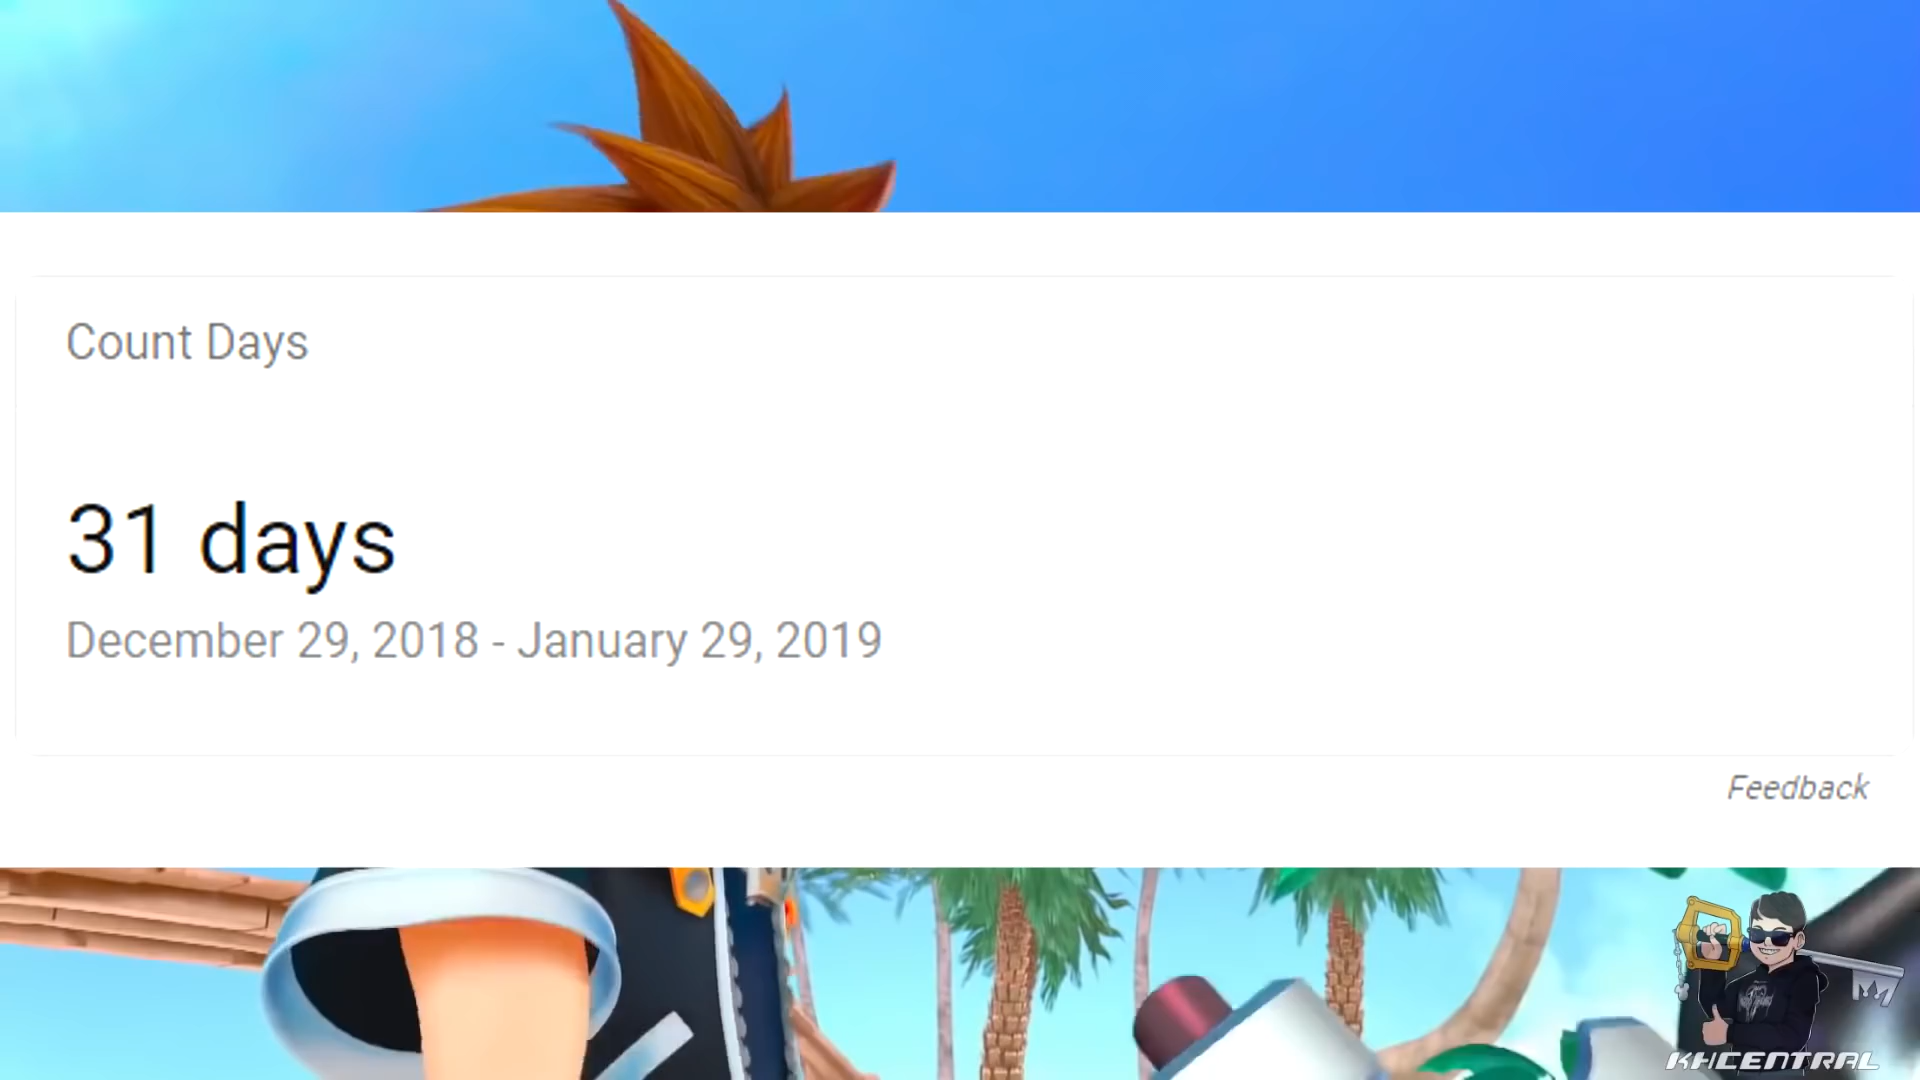 Count Days
31 days
December 29, 2018 - January 29, 2019
Feedback
KHCENTRAL